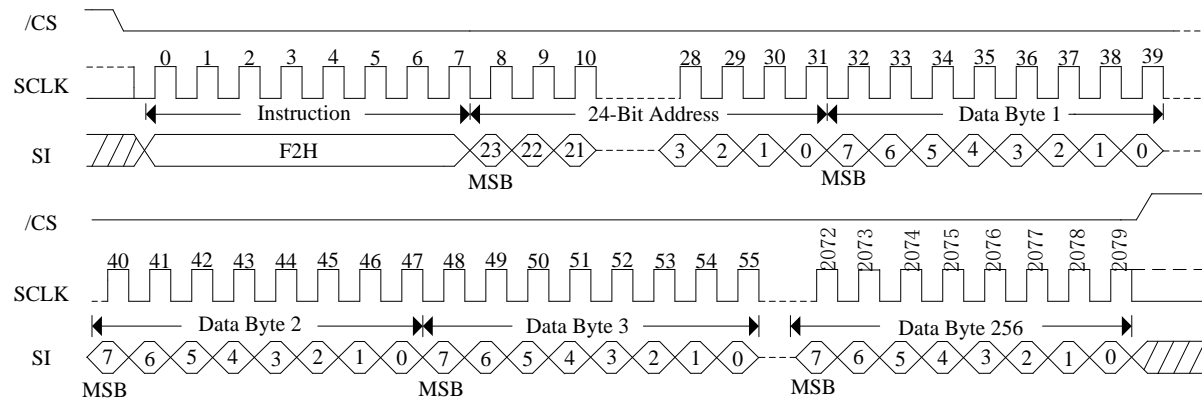 /CS
0 1 2 3 4 5 6 7 8 9 10 28 29 30 31 32 33 34 35 36 37 38 39
SCLK
Instruction 24-Bit Address Data Byte 1
SI F2H 23 22 21 3 2 1 0 7 6 5 4 3 2 1 0
MSB MSB
/CS
40 41 42 43 44 45 46 47 48 49 50 51 52 53 54 55 2072 2073 2074 2075 2076 2077 2078 2079
SCLK
Data Byte 2 Data Byte 3 Data Byte 256
SI 7 6 5 4 3 2 1 0 7 6 5 4 3 2 1 0 7 6 5 4 3 2 1 0
MSB MSB MSB